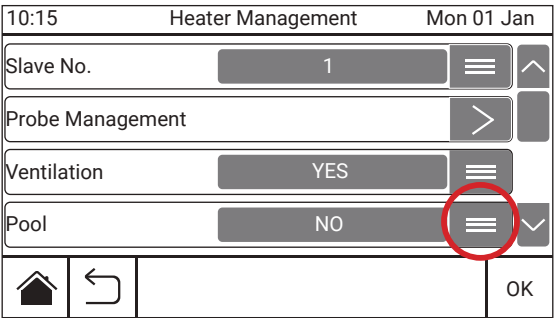 10:15 Heater Management Mon 01 Jan
Slave No. 1
Probe Management
Ventilation YES
Pool NO
OK